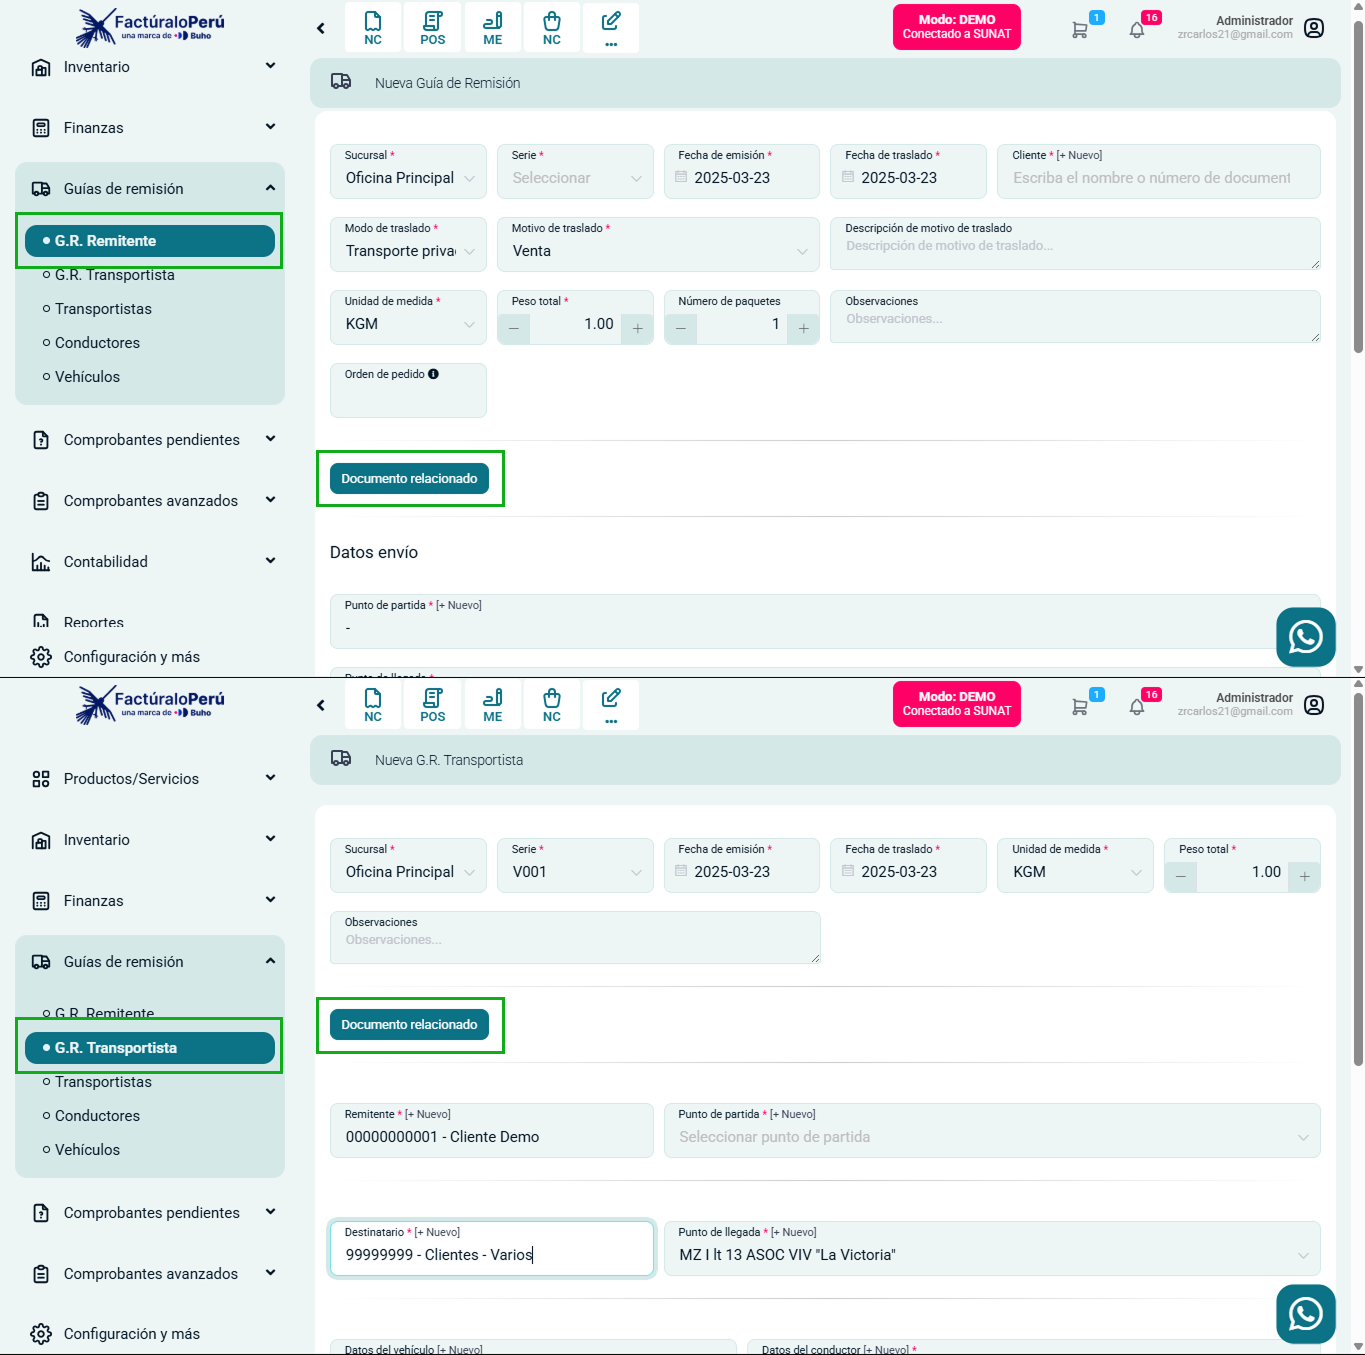 FactúraloPerú
una marca de Buho
NC
POS
ME
NC
...
Modo: DEMO
Conectado a SUNAT
1
16
Administrador
zrcarlos21@gmail.com
Inventario
Finanzas
Guías de remisión
G.R. Remitente
G.R. Transportista
Transportistas
Conductores
Vehículos
Comprobantes pendientes
Comprobantes avanzados
Contabilidad
Reportes
Configuración y más
Nueva Guía de Remisión
Sucursal * Serie * Fecha de emisión * Fecha de traslado * Cliente * [+ Nuevo]
Oficina Principal Seleccionar 2025-03-23 2025-03-23 Escriba el nombre o número de document
Modo de traslado * Motivo de traslado * Descripción de motivo de traslado
Transporte priva Venta Descripción de motivo de traslado...
Unidad de medida * Peso total * Número de paquetes Observaciones
KGM − 1.00 + − 1 + Observaciones...
Orden de pedido
Documento relacionado
Datos envío
Punto de partida * [+ Nuevo]
-
Punto de llegada *
FactúraloPerú
una marca de Buho
NC
POS
ME
NC
...
Modo: DEMO
Conectado a SUNAT
1
16
Administrador
zrcarlos21@gmail.com
Productos/Servicios
Inventario
Finanzas
Guías de remisión
G.R. Remitente
G.R. Transportista
Transportistas
Conductores
Vehículos
Comprobantes pendientes
Comprobantes avanzados
Configuración y más
Nueva G.R. Transportista
Sucursal * Serie * Fecha de emisión * Fecha de traslado * Unidad de medida * Peso total *
Oficina Principal V001 2025-03-23 2025-03-23 KGM − 1.00 +
Observaciones
Observaciones...
Documento relacionado
Remitente * [+ Nuevo] Punto de partida * [+ Nuevo]
00000000001 - Cliente Demo Seleccionar punto de partida
Destinatario * [+ Nuevo] Punto de llegada * [+ Nuevo]
99999999 - Clientes - Varios MZ I lt 13 ASOC VIV "La Victoria"
Datos del vehículo [+ Nuevo] Datos del conductor [+ Nuevo] *